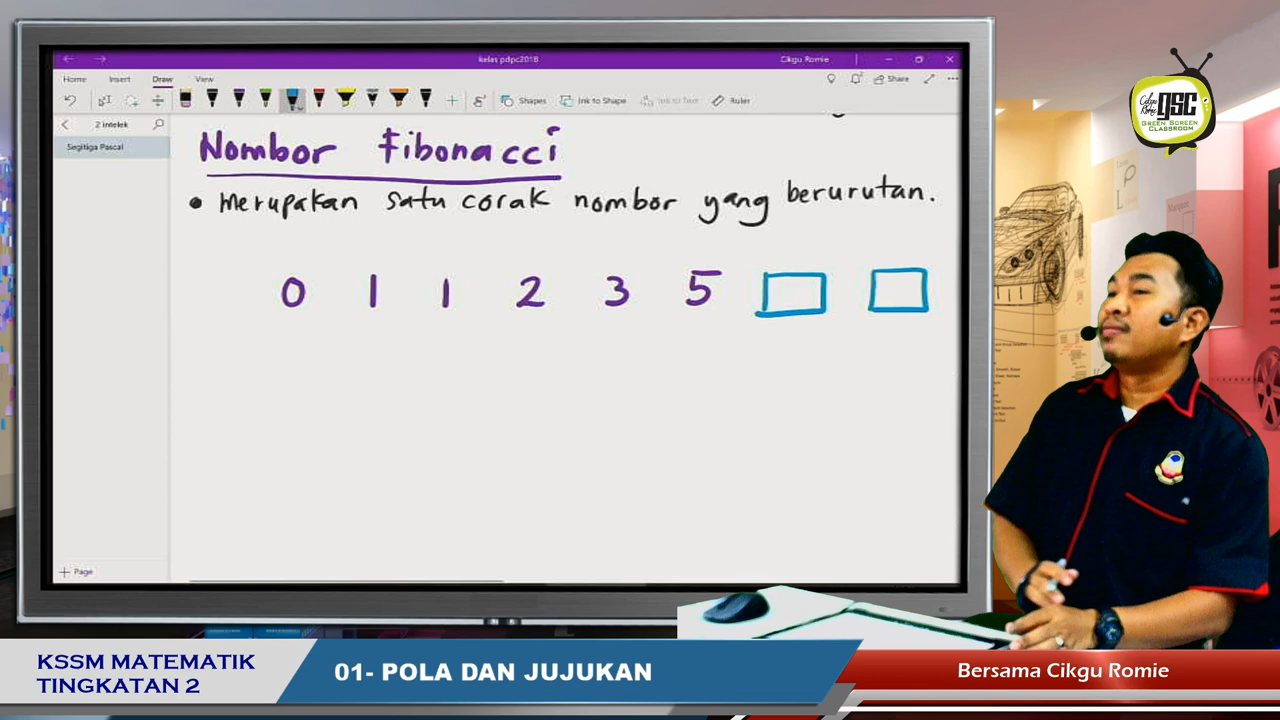 kelas pdpc2018
Cikgu Romie
Home Insert Draw View
Share
Shapes
Ink to Shape
Ink to Text
Ruler
2 intelek
Segitiga Pascal
Page
Nombor Fibonacci
• merupakan satu corak nombor yang berurutan.
0 1 1 2 3 5
Cikgu Romie gsc
GREEN SCREEN
CLASSROOM
KSSM MATEMATIK
TINGKATAN 2
01- POLA DAN JUJUKAN
Bersama Cikgu Romie